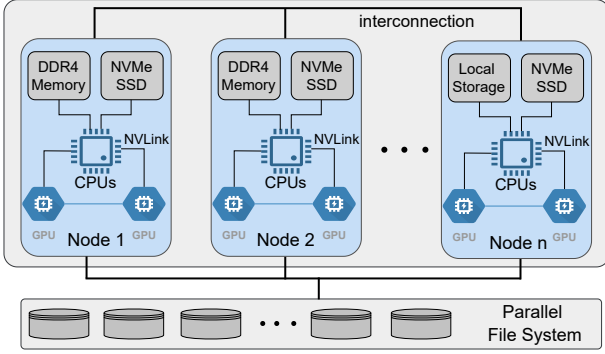 interconnection
DDR4
Memory
NVMe
SSD
NVLink
CPUs
GPU
GPU
Node 1
DDR4
Memory
NVMe
SSD
NVLink
CPUs
GPU
GPU
Node 2
• • •
Local
Storage
NVMe
SSD
NVLink
CPUs
GPU
GPU
Node n
• • •
Parallel
File System